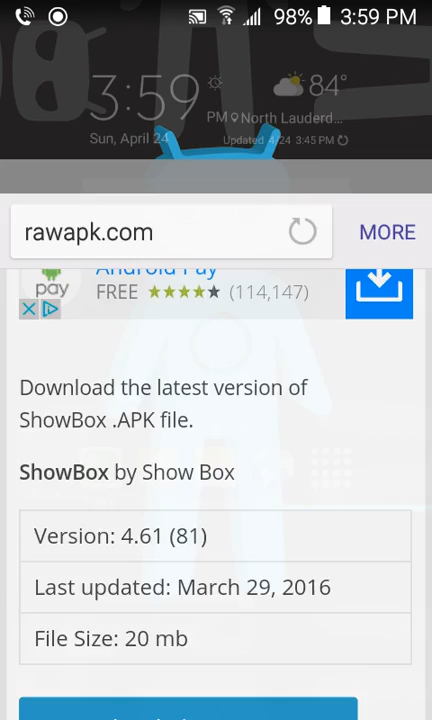 98% 3:59 PM
3:59 PM
84°
North Lauderd...
Sun, April 24
Updated 4/24 3:45 PM
rawapk.com
MORE
Android Pay
pay
FREE (114,147)
Download the latest version of
ShowBox .APK file.
ShowBox by Show Box
Version: 4.61 (81)
Last updated: March 29, 2016
File Size: 20 mb